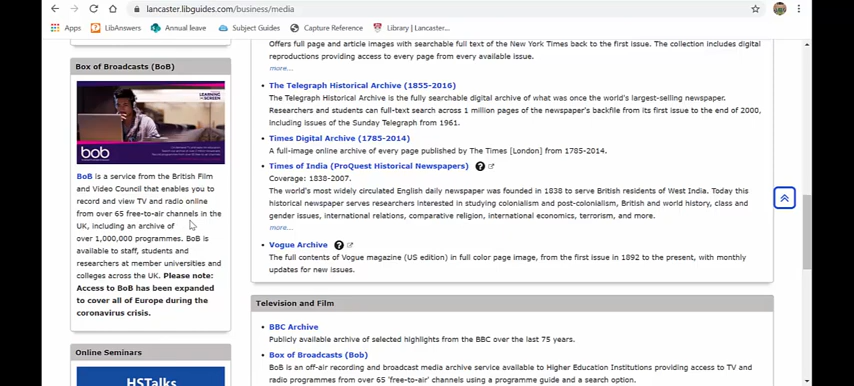 lancaster.libguides.com/business/media
Apps
LibAnswers
Annual leave
Subject Guides
Capture Reference
Library | Lancaster...
Box of Broadcasts (BoB)
LEARNING
ON SCREEN
bob
BoB is a service from the British Film
and Video Council that enables you to
record and view TV and radio online
from over 65 free-to-air channels in the
UK, including an archive of
over 1,000,000 programmes. BoB is
available to staff, students and
researchers at member universities and
colleges across the UK. Please note:
Access to BoB has been expanded
to cover all of Europe during the
coronavirus crisis.
Online Seminars
HSTalks
Offers full page and article images with searchable full text of the New York Times back to the first issue. The collection includes digital
reproductions providing access to every page from every available issue.
more...
The Telegraph Historical Archive (1855-2016)
The Telegraph Historical Archive is the fully searchable digital archive of what was once the world's largest-selling newspaper.
Researchers and students can full-text search across 1 million pages of the newspaper's backfile from its first issue to the end of 2000,
including issues of the Sunday Telegraph from 1961.
Times Digital Archive (1785-2014)
A full-image online archive of every page published by The Times [London] from 1785-2014.
Times of India (ProQuest Historical Newspapers)
Coverage: 1838-2007.
The world's most widely circulated English daily newspaper was founded in 1838 to serve British residents of West India. Today this
historical newspaper serves researchers interested in studying colonialism and post-colonialism, British and world history, class and
gender issues, international relations, comparative religion, international economics, terrorism, and more.
more...
Vogue Archive
The full contents of Vogue magazine (US edition) in full color page image, from the first issue in 1892 to the present, with monthly
updates for new issues.
Television and Film
BBC Archive
Publicly available archive of selected highlights from the BBC over the last 75 years.
Box of Broadcasts (Bob)
BoB is an off-air recording and broadcast media archive service available to Higher Education Institutions providing access to TV and
radio programmes from over 65 'free-to-air' channels using a programme guide and a search option.